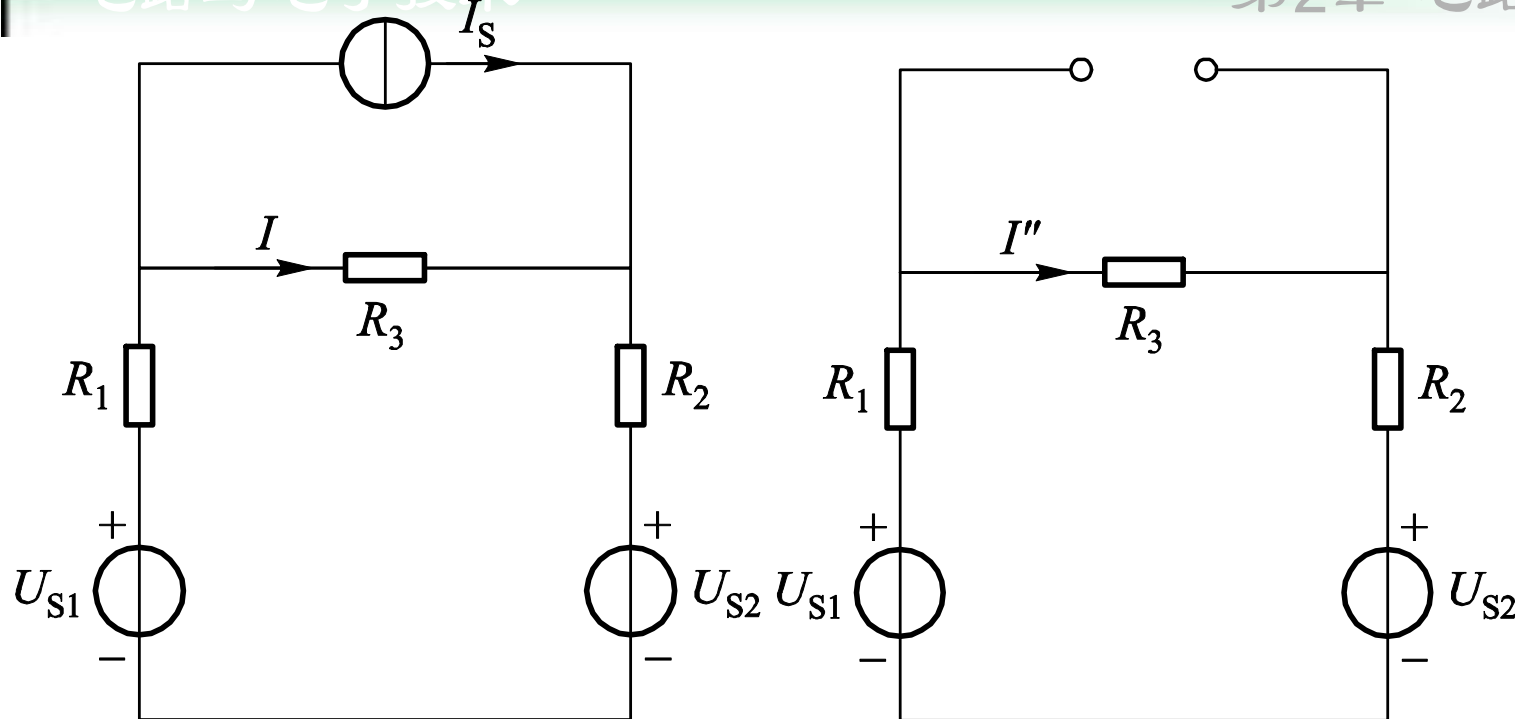 I_S
I
R_3
R_1
R_2
+
+
U_S1
U_S2
−
−
I″
R_3
R_1
R_2
+
+
U_S1
U_S2
−
−